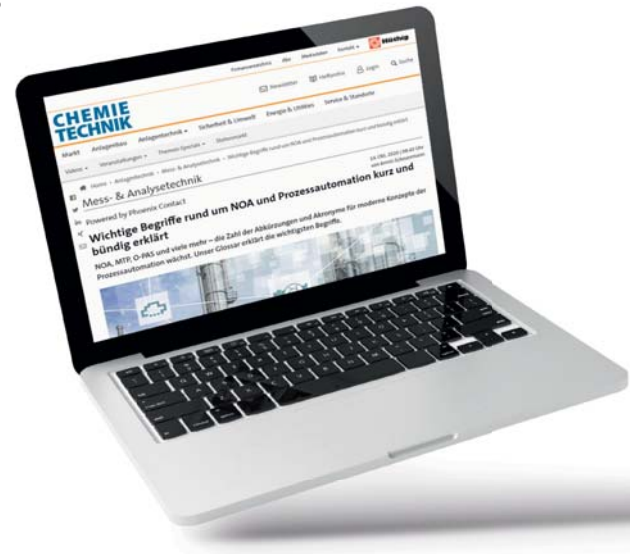 Firmenverzeichnis Abo Mediadaten Kontakt Hüthig
Newsletter Heftarchiv Login Suche
CHEMIE
TECHNIK
Markt Anlagenbau Anlagentechnik Sicherheit & Umwelt Energie & Utilities Service & Standorte
Videos Veranstaltungen Themen-Specials Stellenmarkt
Home Anlagentechnik Mess- & Analysetechnik Wichtige Begriffe rund um NOA und Prozessautomation kurz und bündig erklärt
Mess- & Analysetechnik
Powered by Phoenix Contact
Wichtige Begriffe rund um NOA und Prozessautomation kurz und
bündig erklärt
NOA, MTP, O-PAS und viele mehr – die Zahl der Abkürzungen und Akronyme für moderne Konzepte der
Prozessautomation wächst. Unser Glossar erklärt die wichtigsten Begriffe.